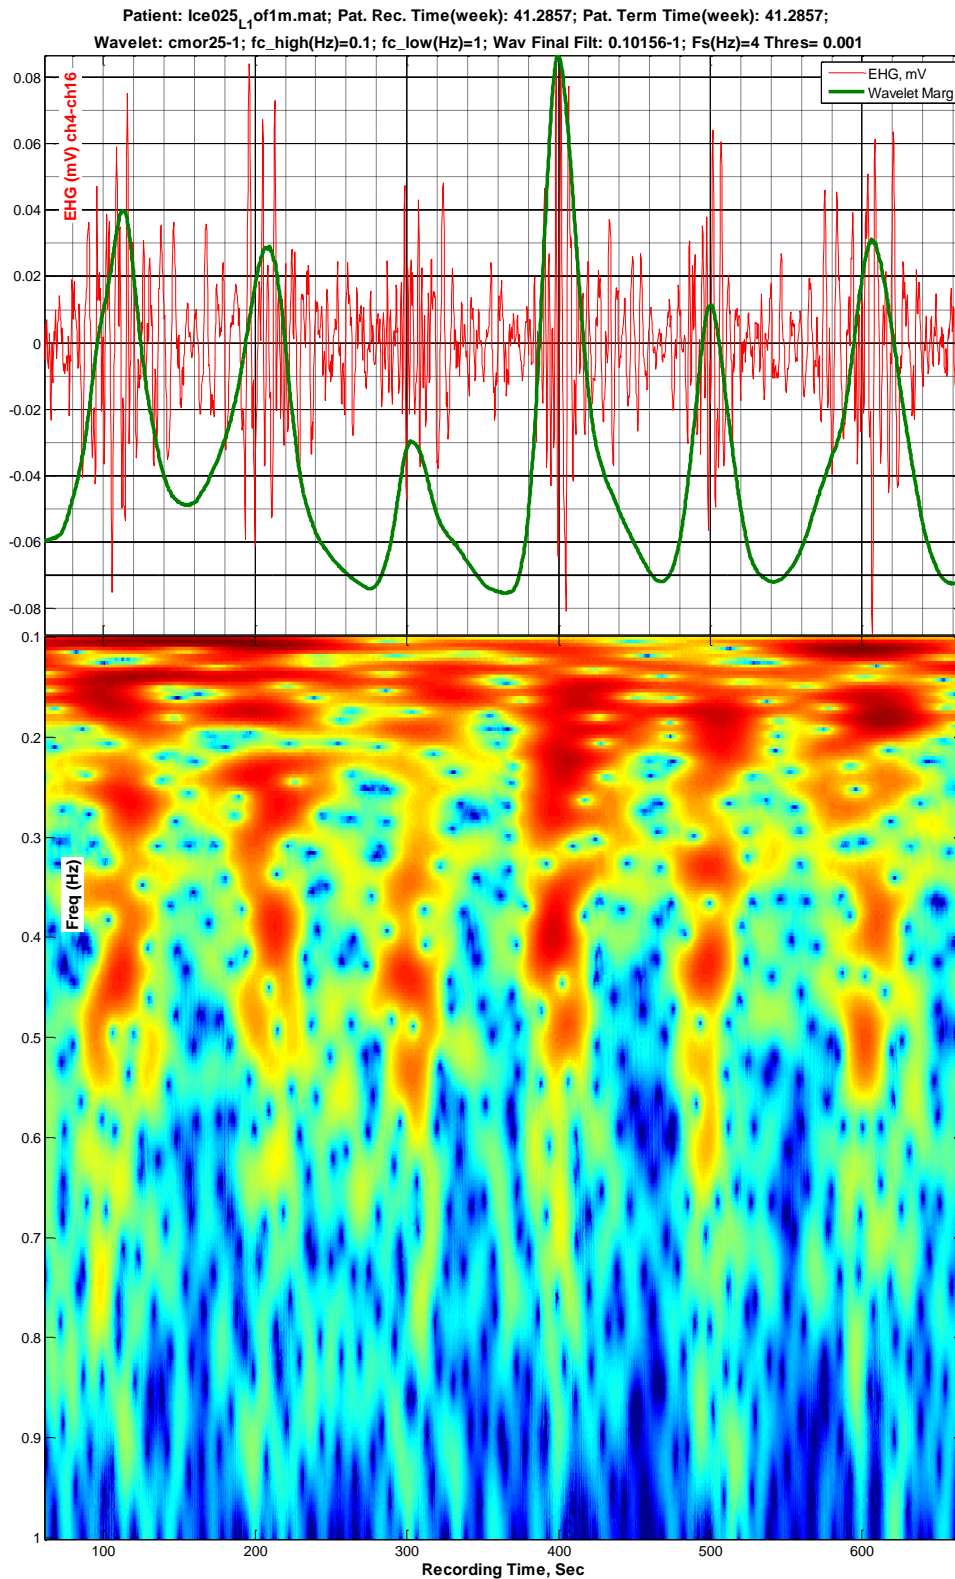 Patient: Ice025L1of1m.mat; Pat. Rec. Time(week): 41.2857; Pat. Term Time(week): 41.2857;
Wavelet: cmor25-1; fc_high(Hz)=0.1; fc_low(Hz)=1; Wav Final Filt: 0.10156-1; Fs(Hz)=4 Thres= 0.001
EHG, mV
Wavelet Marg
EHG (mV) ch4-ch16
0.08
0.06
0.04
0.02
0
-0.02
-0.04
-0.06
-0.08
Freq (Hz)
0.1
0.2
0.3
0.4
0.5
0.6
0.7
0.8
0.9
1
100 200 300 400 500 600
Recording Time, Sec